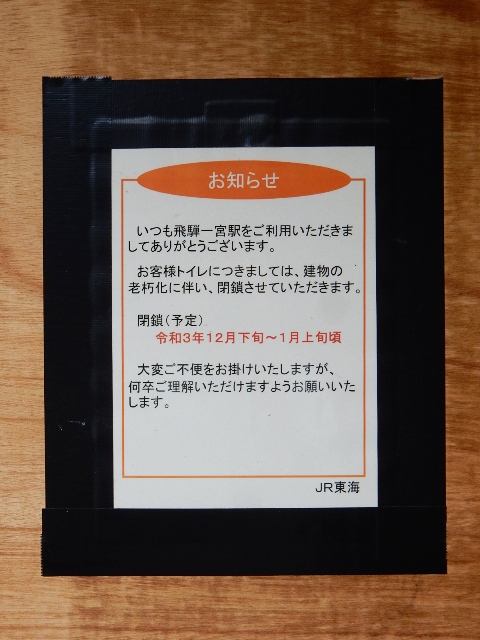 お知らせ
いつも飛騨一宮駅をご利用いただきま
してありがとうございます。
お客様トイレにつきましては、建物の
老朽化に伴い、閉鎖させていただきます。
閉鎖（予定）
令和３年１２月下旬～１月上旬頃
大変ご不便をお掛けいたしますが、
何卒ご理解いただけますようお願いいた
します。
ＪＲ東海